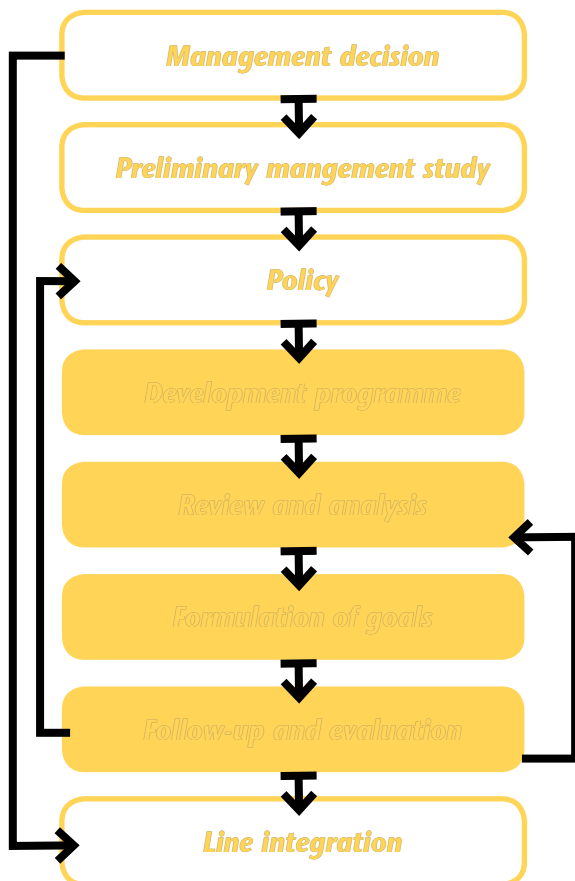 Management decision
Preliminary mangement study
Policy
Development programme
Review and analysis
Formulation of goals
Follow-up and evaluation
Line integration